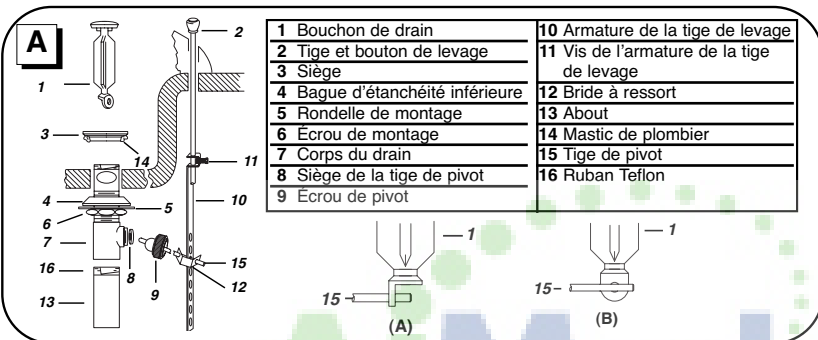 A
1 Bouchon de drain
2 Tige et bouton de levage
3 Siège
4 Bague d'étanchéité inférieure
5 Rondelle de montage
6 Écrou de montage
7 Corps du drain
8 Siège de la tige de pivot
9 Écrou de pivot
10 Armature de la tige de levage
11 Vis de l'armature de la tige
de levage
12 Bride à ressort
13 About
14 Mastic de plombier
15 Tige de pivot
16 Ruban Teflon
1
2
3
14
11
4
5
10
6
7
16
8
9
15
12
13
1
15
(A)
1
15
(B)